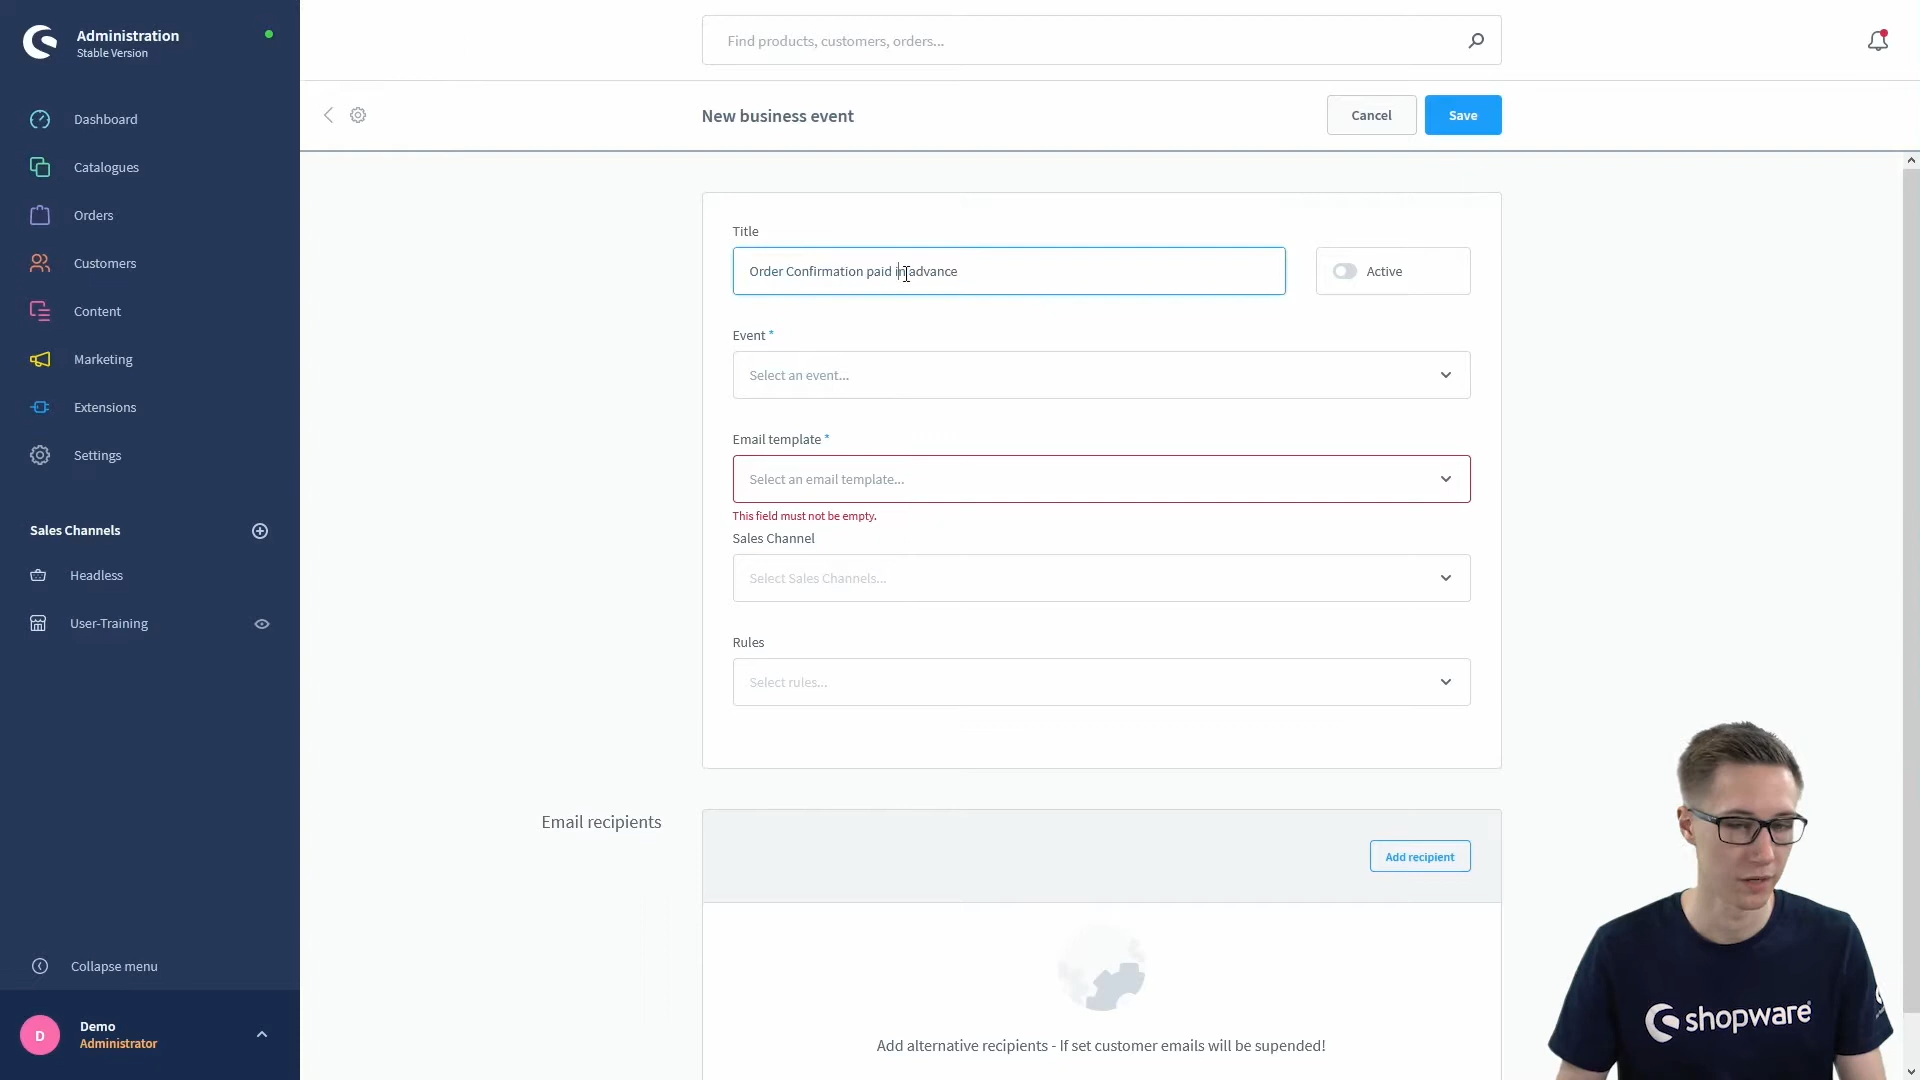 Administration
Stable Version
Find products, customers, orders...
New business event
Cancel
Save
Dashboard
Catalogues
Orders
Customers
Content
Marketing
Extensions
Settings
Sales Channels
Headless
User-Training
Collapse menu
D
Demo
Administrator
Title
Order Confirmation paid in advance
Active
Event *
Select an event...
Email template *
Select an email template...
This field must not be empty.
Sales Channel
Select Sales Channels...
Rules
Select rules...
Email recipients
Add recipient
Add alternative recipients - If set customer emails will be supended!
shopware